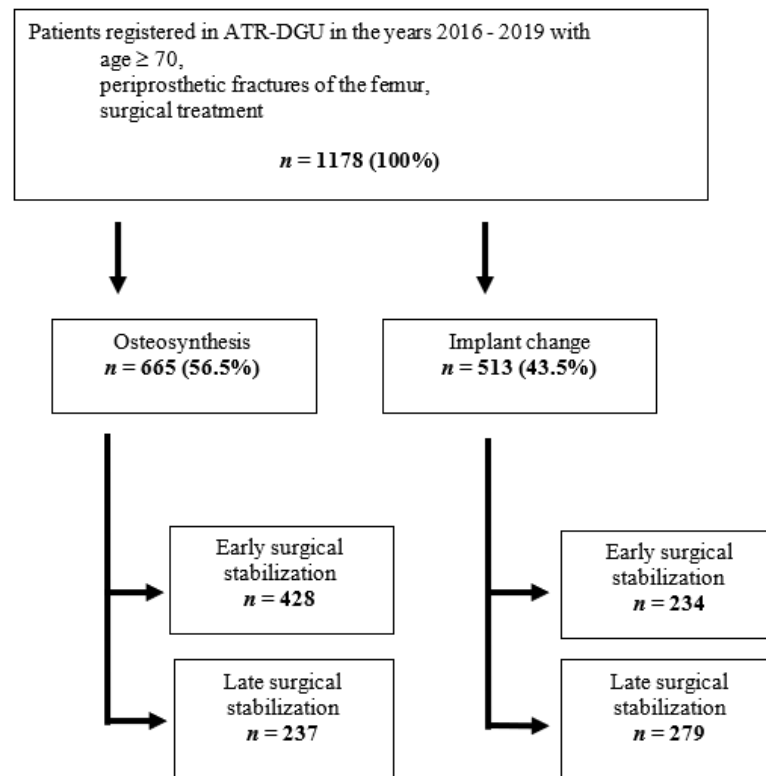 Patients registered in ATR-DGU in the years 2016 - 2019 with
age ≥ 70,
periprosthetic fractures of the femur,
surgical treatment
n = 1178 (100%)
Osteosynthesis
n = 665 (56.5%)
Implant change
n = 513 (43.5%)
Early surgical
stabilization
n = 428
Early surgical
stabilization
n = 234
Late surgical
stabilization
n = 237
Late surgical
stabilization
n = 279